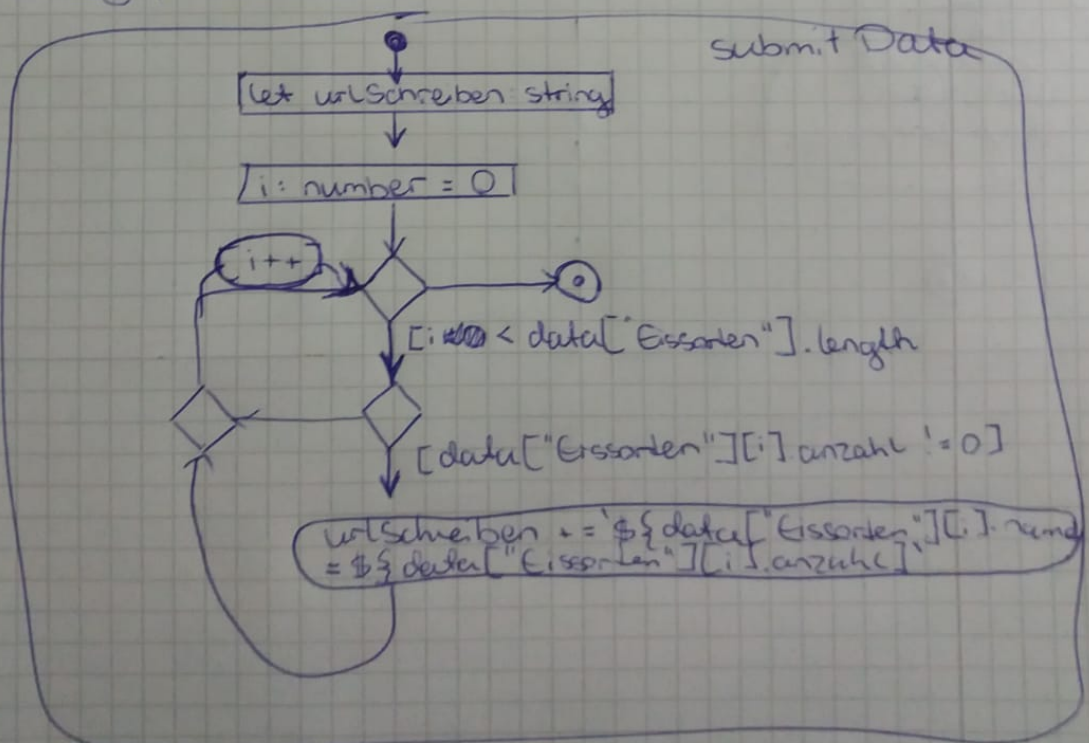 submit Data
let urlSchreiben: string
i: number = 0
i++
[i < data["Eissorten"].length
[data["Eissorten"][i].anzahl != 0]
urlSchreiben += `${data["Eissorten"][i].name
= ${data["Eissorten"][i].anzahl}`